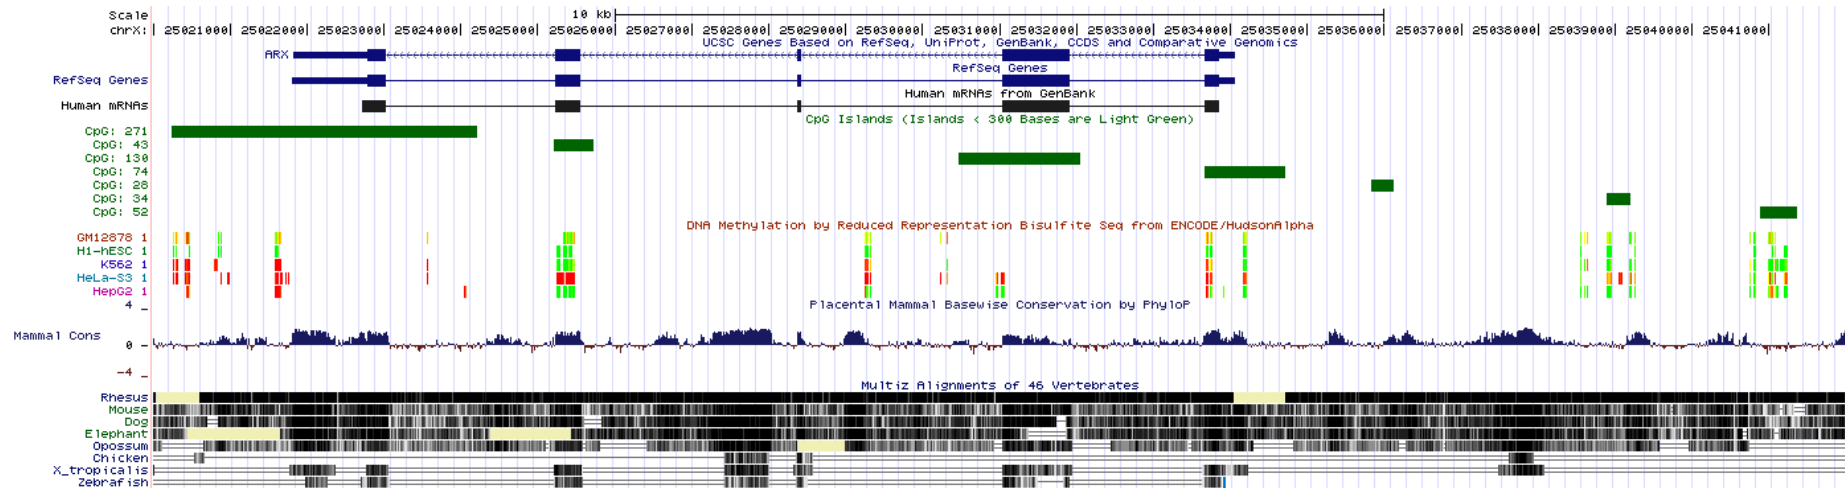 Scale 10 kb
chrX: 25021000 25022000 25023000 25024000 25025000 25026000 25027000 25028000 25029000 25030000 25031000 25032000 25033000 25034000 25035000 25036000 25037000 25038000 25039000 25040000 25041000
UCSC Genes Based on RefSeq, UniProt, GenBank, CCDS and Comparative Genomics
ARX
RefSeq Genes
RefSeq Genes
Human mRNAs from GenBank
Human mRNAs
CpG Islands (Islands < 300 Bases are Light Green)
CpG: 271
CpG: 43
CpG: 130
CpG: 74
CpG: 28
CpG: 34
CpG: 52
DNA Methylation by Reduced Representation Bisulfite Seq from ENCODE/HudsonAlpha
GM12878 1
H1-hESC 1
K562 1
HeLa-S3 1
HepG2 1
Placental Mammal Basewise Conservation by PhyloP
4 _
Mammal Cons
0 -
-4 _
Multiz Alignments of 46 Vertebrates
Rhesus
Mouse
Dog
Elephant
Opossum
Chicken
X_tropicalis
Zebrafish